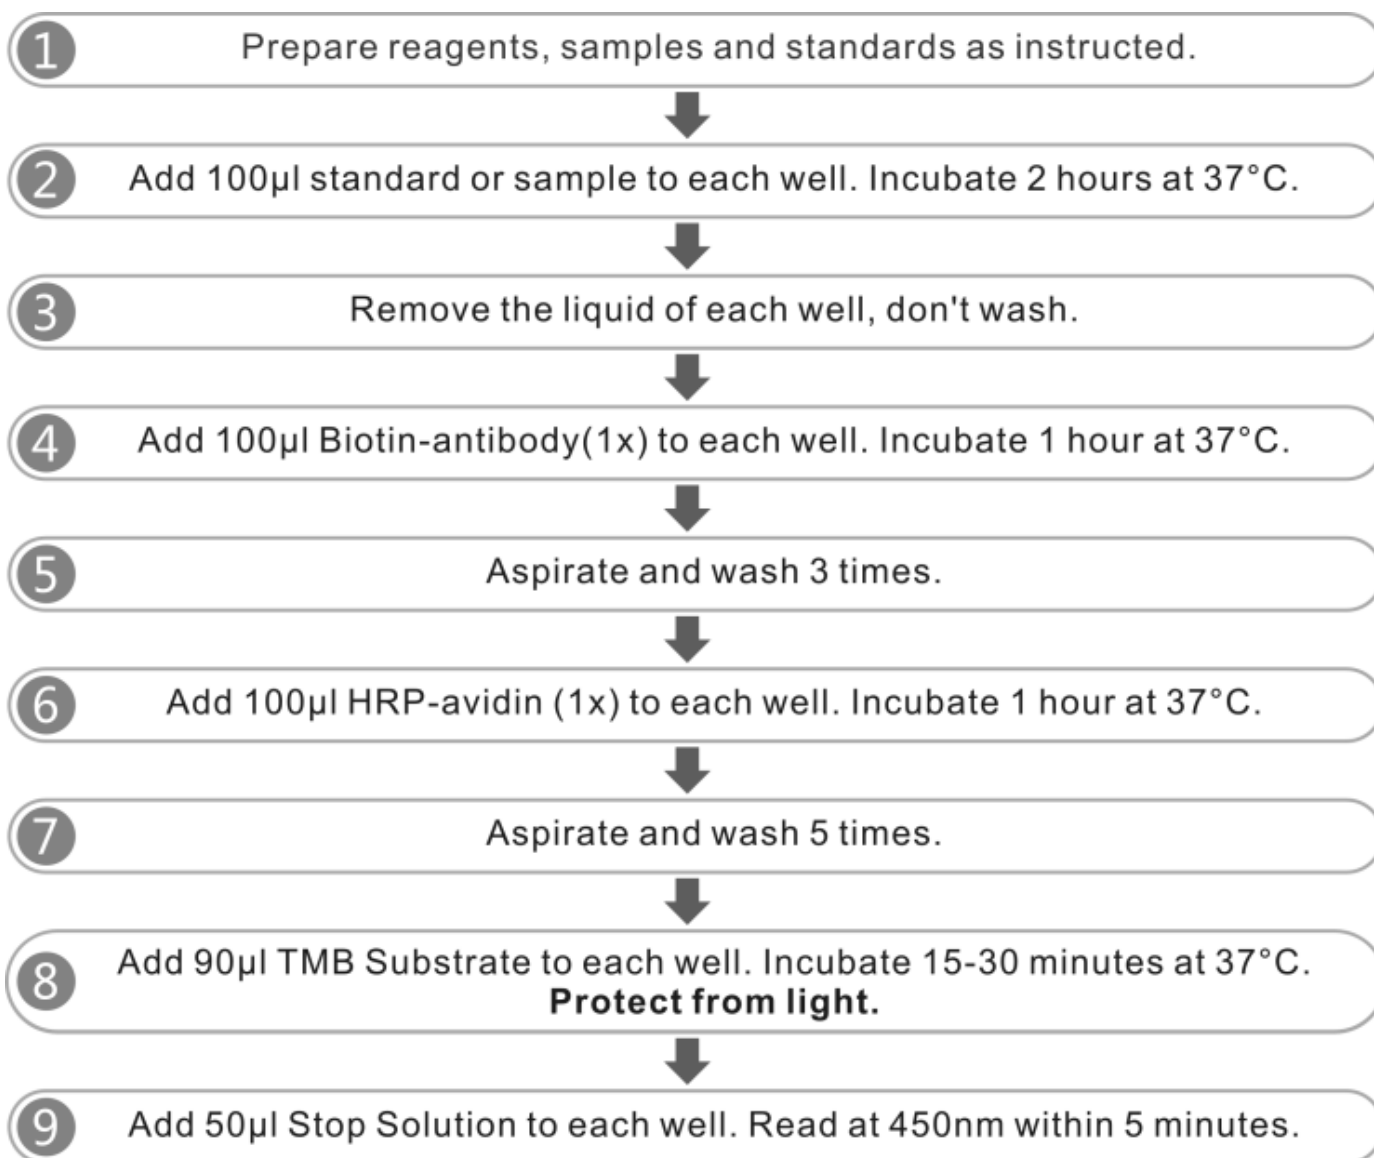 1 Prepare reagents, samples and standards as instructed.
2 Add 100µl standard or sample to each well. Incubate 2 hours at 37°C.
3 Remove the liquid of each well, don't wash.
4 Add 100µl Biotin-antibody(1x) to each well. Incubate 1 hour at 37°C.
5 Aspirate and wash 3 times.
6 Add 100µl HRP-avidin (1x) to each well. Incubate 1 hour at 37°C.
7 Aspirate and wash 5 times.
8 Add 90µl TMB Substrate to each well. Incubate 15-30 minutes at 37°C.
Protect from light.
9 Add 50µl Stop Solution to each well. Read at 450nm within 5 minutes.